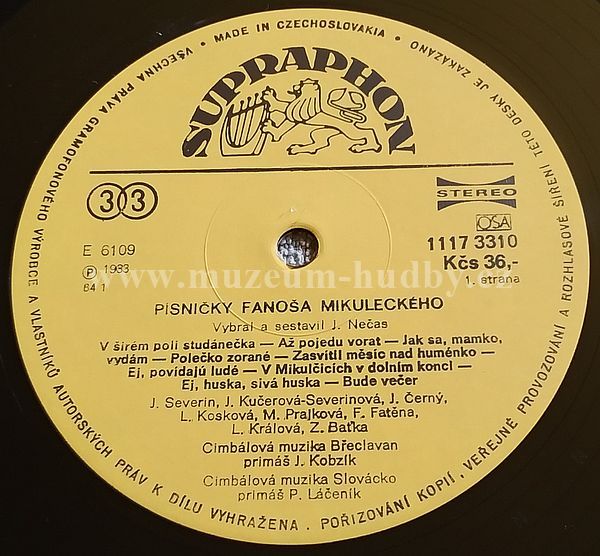 VŠECHNA PRÁVA GRAMOFONOVÉHO VÝROBCE A VLASTNÍKŮ AUTORSKÝCH PRÁV K DÍLU VYHRAŽENA . POŘIZOVÁNÍ KOPIÍ, VEŘEJNÉ PROVOZOVÁNÍ A ROZHLASOVÉ ŠÍŘENÍ TÉTO DESKY JE ZAKÁZÁNO
• MADE IN CZECHOSLOVAKIA •
SUPRAPHON
33
STEREO
OSA
E 6109
1117 3310
Ⓟ 1983
Kčs 36,-
84 1
1. strana
www.muzeum-hudby.cz
PÍSNIČKY FANOŠA MIKULECKÉHO
Vybral a sestavil J. Nečas
V širém poli studánečka — Až pojedu vorat — Jak sa, mamko,
vydám — Polečko zorané — Zasvítil měsíc nad huménko —
Ej, povídajú ludé — V Mikulčicích v dolním konci —
Ej, huska, sivá huska — Bude večer
J. Severin, J. Kučerová-Severinová, J. Černý,
L. Kosková, M. Prajková, F. Fatěna,
L. Králová, Z. Baťka
Cimbálová muzika Břeclavan
primáš J. Kobzík
Cimbálová muzika Slovácko
primáš P. Láčeník